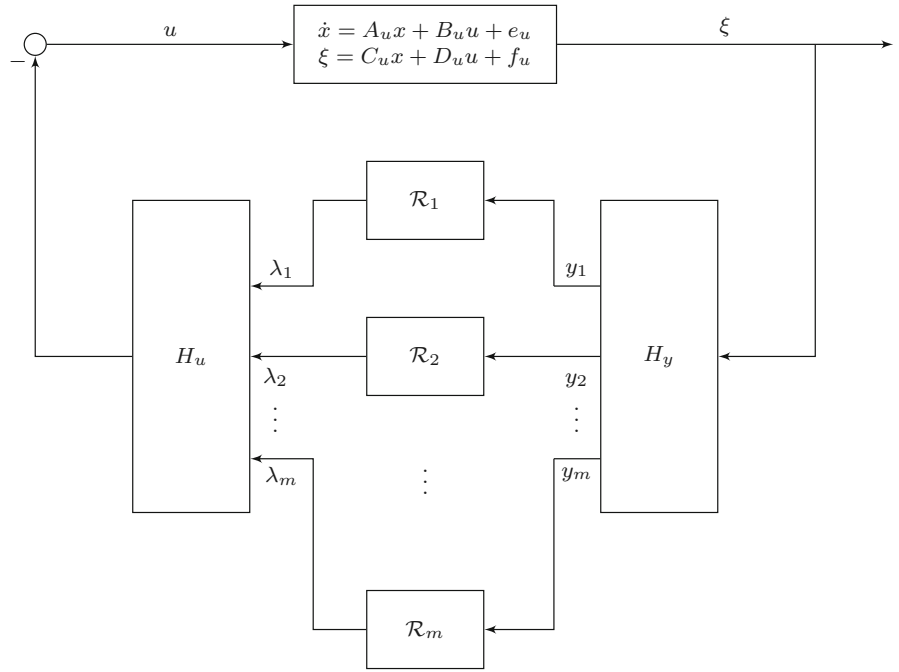 u
ẋ = A_u x + B_u u + e_u
ξ = C_u x + D_u u + f_u
ξ
−
R_1
λ_1
y_1
H_u
R_2
H_y
λ_2
y_2
⋮
⋮
λ_m
⋮
y_m
R_m